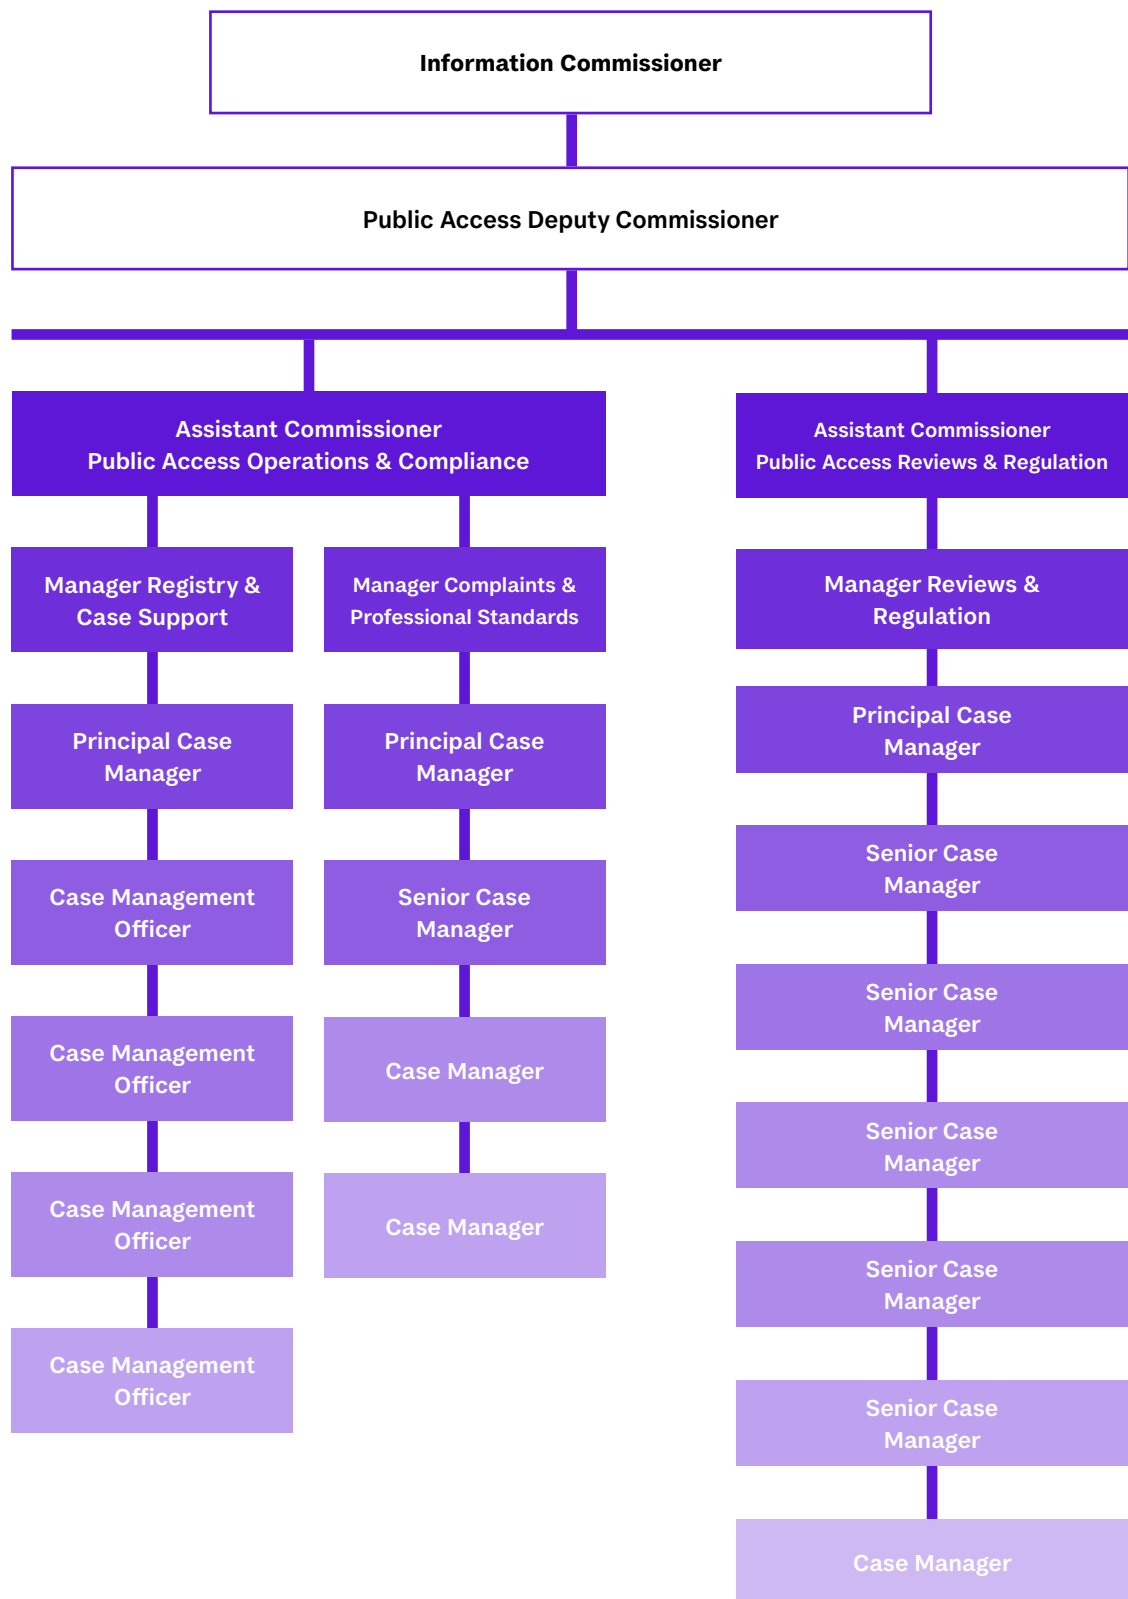 Information Commissioner
Public Access Deputy Commissioner
Assistant Commissioner
Public Access Operations & Compliance
Manager Registry &
Case Support
Principal Case
Manager
Case Management
Officer
Case Management
Officer
Case Management
Officer
Case Management
Officer
Manager Complaints &
Professional Standards
Principal Case
Manager
Senior Case
Manager
Case Manager
Case Manager
Assistant Commissioner
Public Access Reviews & Regulation
Manager Reviews &
Regulation
Principal Case
Manager
Senior Case
Manager
Senior Case
Manager
Senior Case
Manager
Senior Case
Manager
Senior Case
Manager
Case Manager